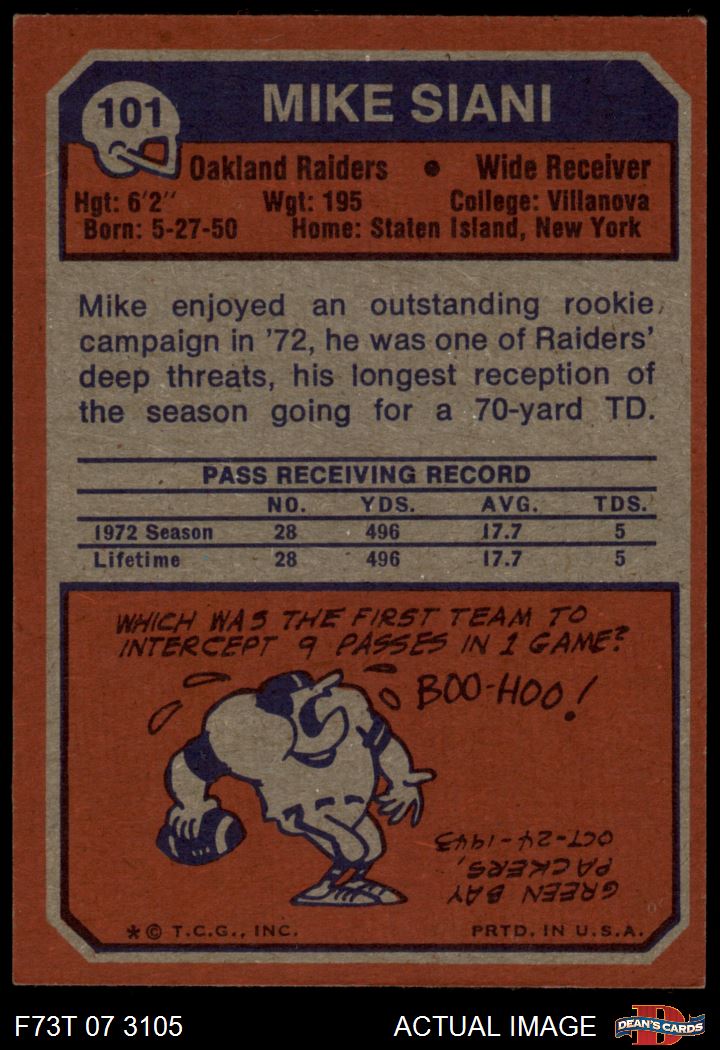 101
MIKE SIANI
Oakland Raiders • Wide Receiver
Hgt: 6'2" Wgt: 195 College: Villanova
Born: 5-27-50 Home: Staten Island, New York
Mike enjoyed an outstanding rookie
campaign in '72, he was one of Raiders'
deep threats, his longest reception of
the season going for a 70-yard TD.
PASS RECEIVING RECORD
NO. YDS. AVG. TDS.
1972 Season 28 496 17.7 5
Lifetime 28 496 17.7 5
WHICH WAS THE FIRST TEAM TO
INTERCEPT 9 PASSES IN 1 GAME?
BOO-HOO!
GREEN BAY
PACKERS,
OCT-24-1943
*© T.C.G., INC. PRTD. IN U.S.A.
F73T 07 3105 ACTUAL IMAGE
D
DEAN'S CARDS